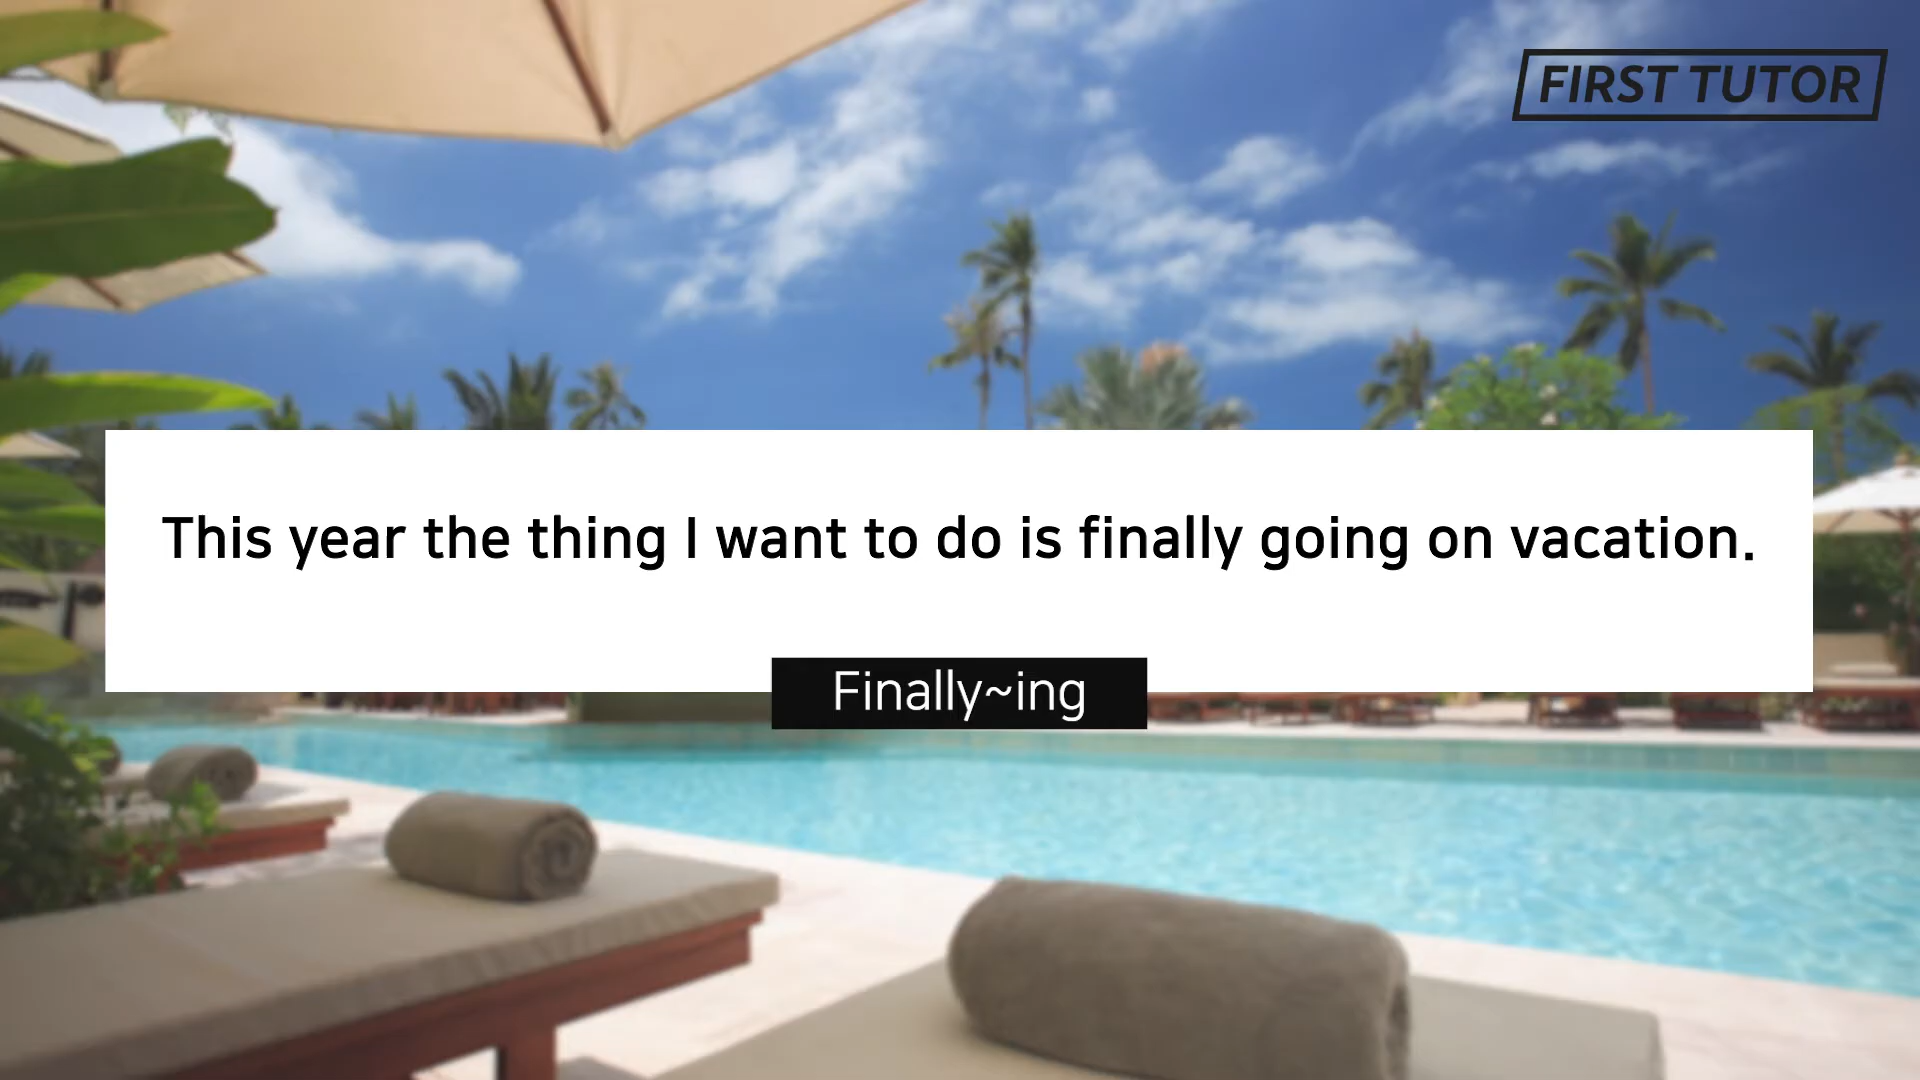 FIRST TUTOR
This year the thing I want to do is finally going on vacation.
Finally~ing